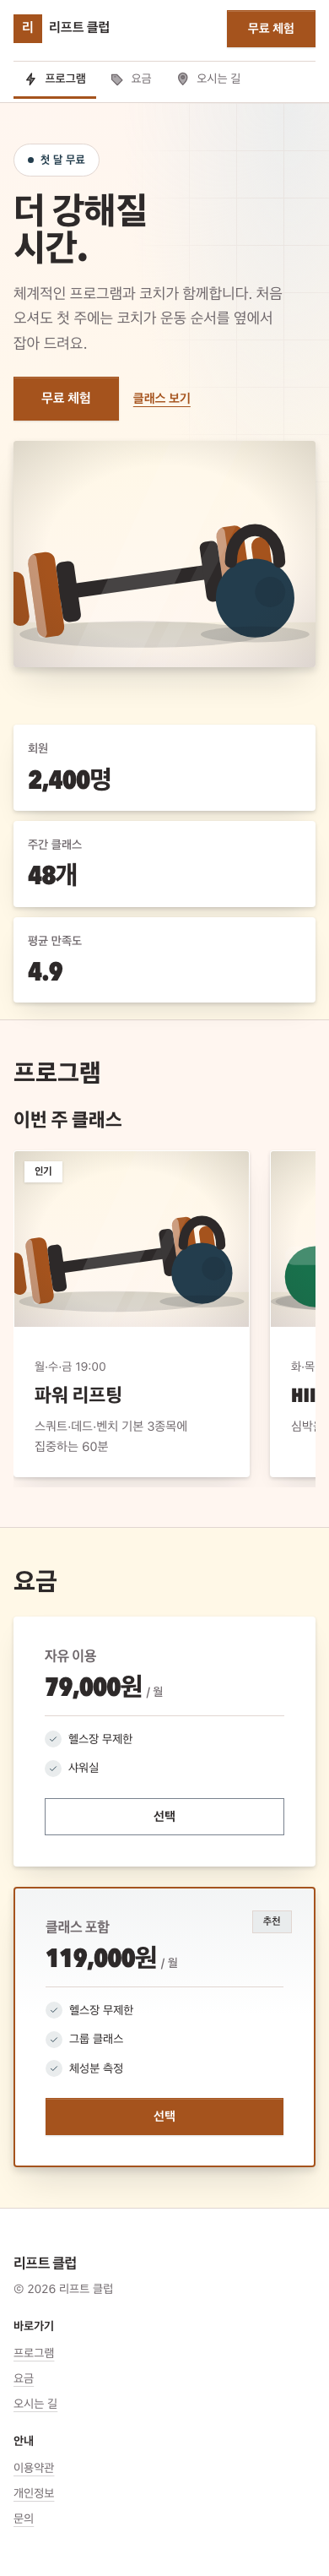 리 리프트 클럽
무료 체험
프로그램 요금 오시는 길
첫 달 무료
더 강해질
시간.
체계적인 프로그램과 코치가 함께합니다. 처음
오셔도 첫 주에는 코치가 운동 순서를 옆에서
잡아 드려요.
무료 체험 클래스 보기
회원
2,400명
주간 클래스
48개
평균 만족도
4.9
프로그램
이번 주 클래스
인기
월·수·금 19:00
파워 리프팅
스쿼트·데드·벤치 기본 3종목에
집중하는 60분
화·목
심박을
요금
자유 이용
79,000원 / 월
헬스장 무제한
샤워실
선택
클래스 포함
추천
119,000원 / 월
헬스장 무제한
그룹 클래스
체성분 측정
선택
리프트 클럽
© 2026 리프트 클럽
바로가기
프로그램
요금
오시는 길
안내
이용약관
개인정보
문의